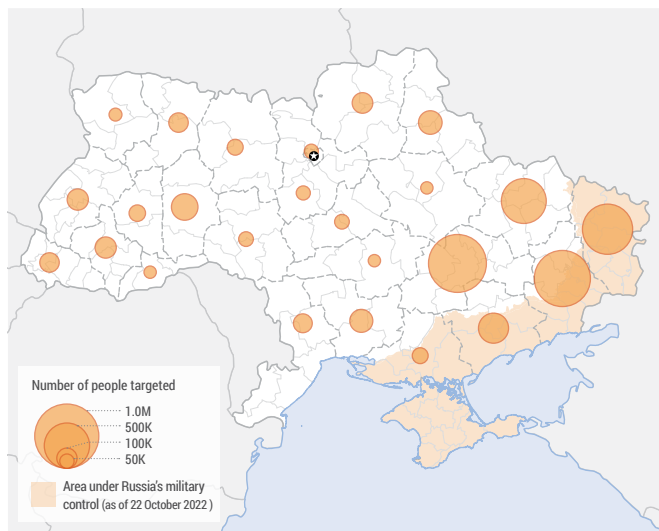 Number of people targeted
1.0M
500K
100K
50K
Area under Russia's military
control (as of 22 October 2022 )